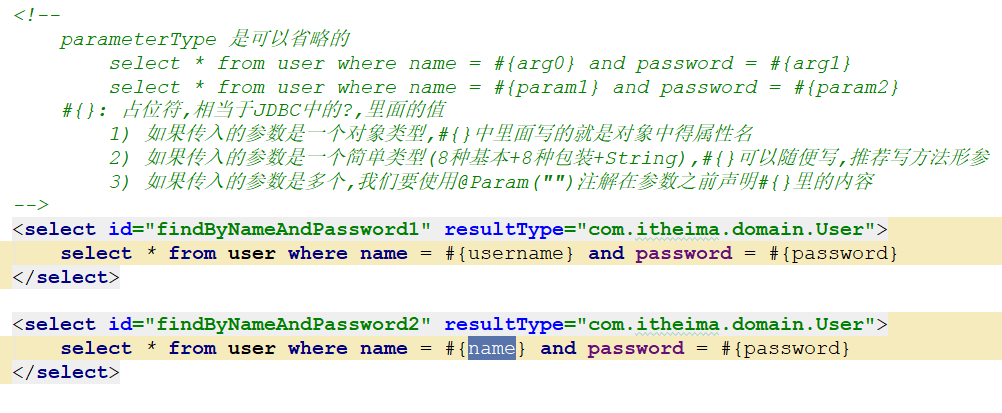 <!--
parameterType 是可以省略的
select * from user where name = #{arg0} and password = #{arg1}
select * from user where name = #{param1} and password = #{param2}
#{}: 占位符,相当于JDBC中的?,里面的值
1) 如果传入的参数是一个对象类型,#{}中里面写的就是对象中得属性名
2) 如果传入的参数是一个简单类型(8种基本+8种包装+String),#{}可以随便写,推荐写方法形参
3) 如果传入的参数是多个,我们要使用@Param("")注解在参数之前声明#{}里的内容
-->
<select id="findByNameAndPassword1" resultType="com.itheima.domain.User">
select * from user where name = #{username} and password = #{password}
</select>
<select id="findByNameAndPassword2" resultType="com.itheima.domain.User">
select * from user where name = #{name} and password = #{password}
</select>